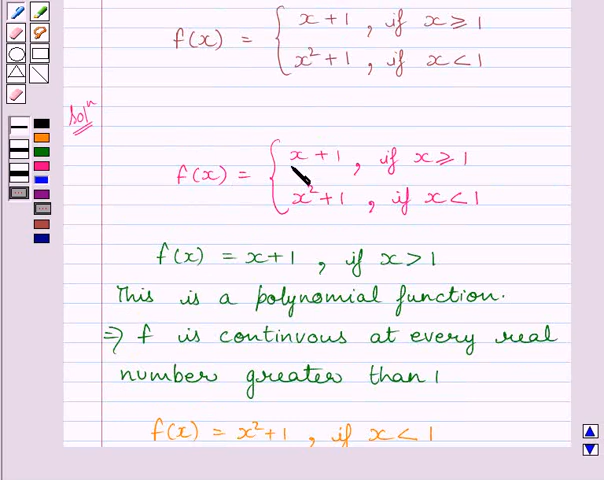 f(x) = { x+1 , if x ≥ 1
x²+1 , if x < 1
Solⁿ
f(x) = { x+1 , if x ≥ 1
x²+1 , if x < 1
f(x) = x+1 , if x > 1
This is a polynomial function.
⇒ f is continuous at every real
number greater than 1
f(x) = x²+1 , if x < 1